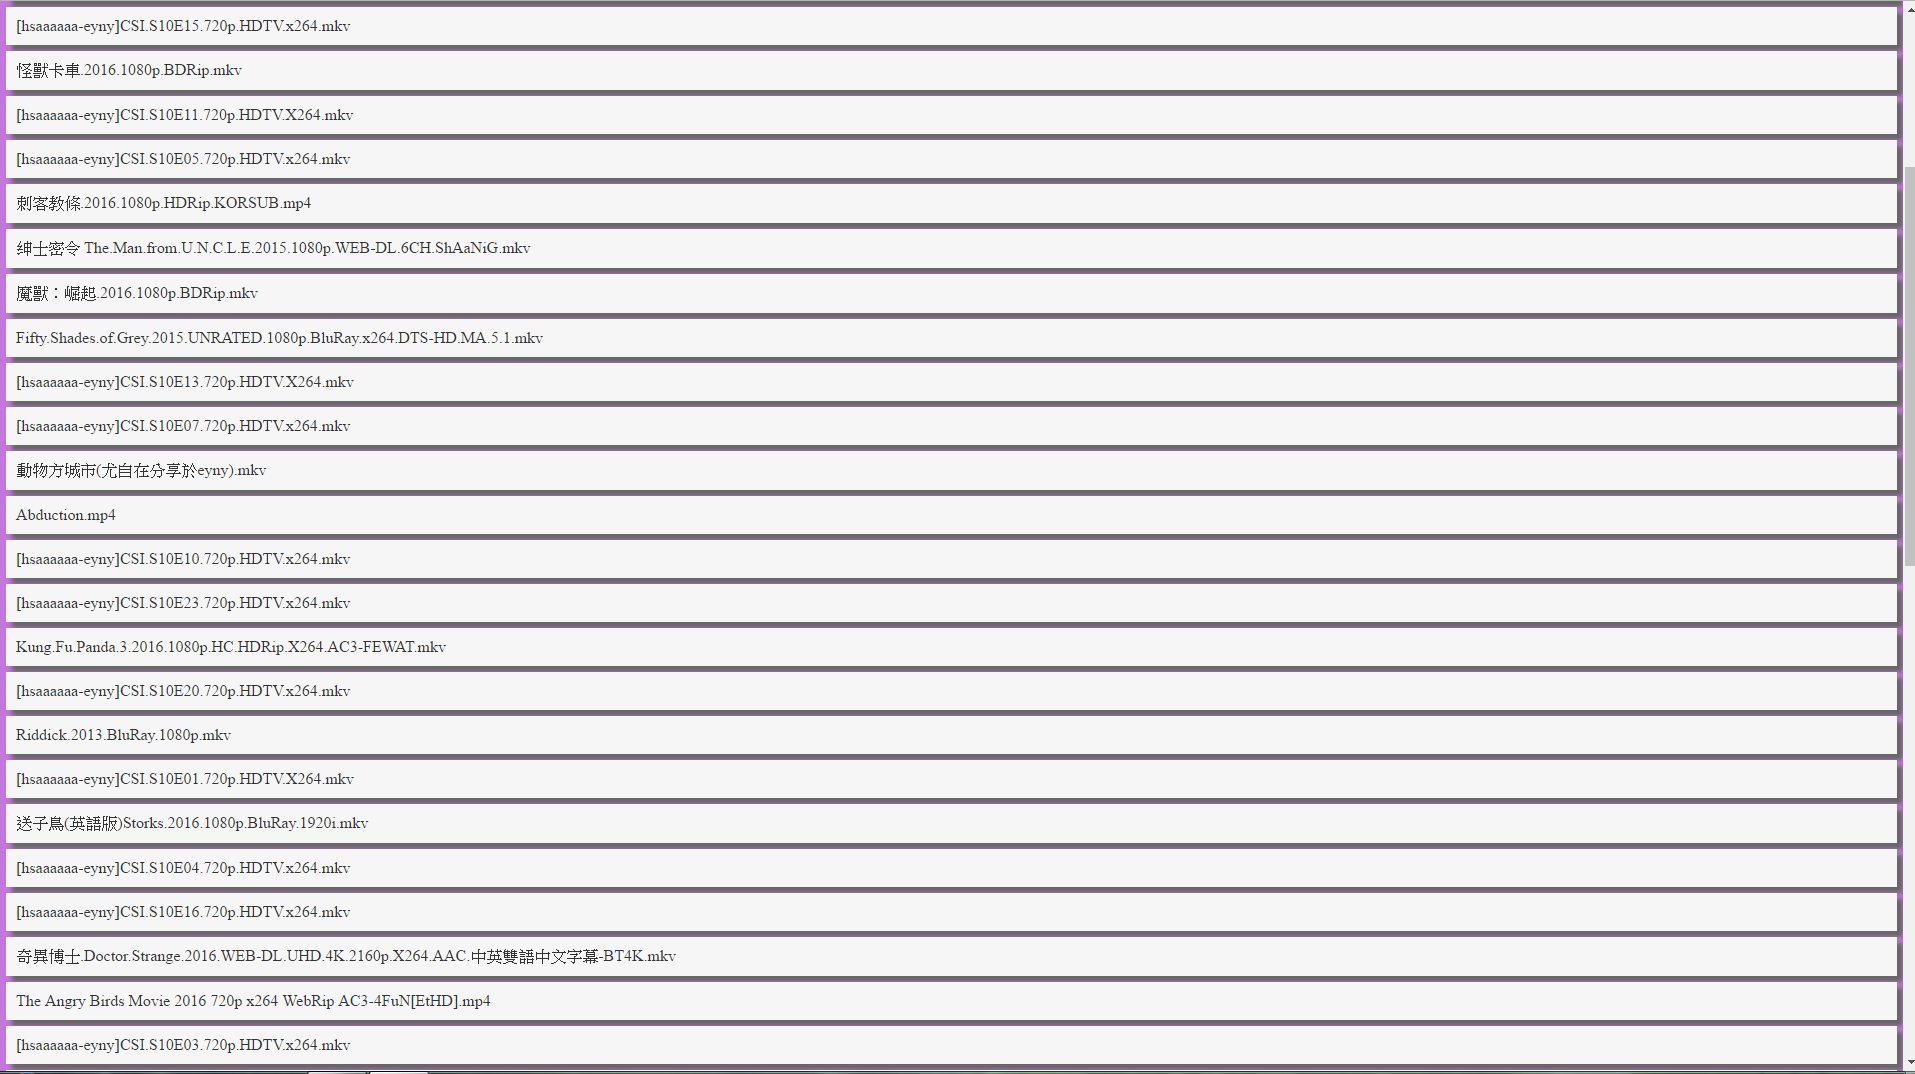 [hsaaaaaa-eyny]CSI.S10E15.720p.HDTV.x264.mkv
怪獸卡車.2016.1080p.BDRip.mkv
[hsaaaaaa-eyny]CSI.S10E11.720p.HDTV.X264.mkv
[hsaaaaaa-eyny]CSI.S10E05.720p.HDTV.x264.mkv
刺客教條.2016.1080p.HDRip.KORSUB.mp4
紳士密令 The.Man.from.U.N.C.L.E.2015.1080p.WEB-DL.6CH.ShAaNiG.mkv
魔獸：崛起.2016.1080p.BDRip.mkv
Fifty.Shades.of.Grey.2015.UNRATED.1080p.BluRay.x264.DTS-HD.MA.5.1.mkv
[hsaaaaaa-eyny]CSI.S10E13.720p.HDTV.X264.mkv
[hsaaaaaa-eyny]CSI.S10E07.720p.HDTV.x264.mkv
動物方城市(尤自在分享於eyny).mkv
Abduction.mp4
[hsaaaaaa-eyny]CSI.S10E10.720p.HDTV.x264.mkv
[hsaaaaaa-eyny]CSI.S10E23.720p.HDTV.x264.mkv
Kung.Fu.Panda.3.2016.1080p.HC.HDRip.X264.AC3-FEWAT.mkv
[hsaaaaaa-eyny]CSI.S10E20.720p.HDTV.x264.mkv
Riddick.2013.BluRay.1080p.mkv
[hsaaaaaa-eyny]CSI.S10E01.720p.HDTV.X264.mkv
送子鳥(英語版)Storks.2016.1080p.BluRay.1920i.mkv
[hsaaaaaa-eyny]CSI.S10E04.720p.HDTV.x264.mkv
[hsaaaaaa-eyny]CSI.S10E16.720p.HDTV.x264.mkv
奇異博士.Doctor.Strange.2016.WEB-DL.UHD.4K.2160p.X264.AAC.中英雙語中文字幕-BT4K.mkv
The Angry Birds Movie 2016 720p x264 WebRip AC3-4FuN[EtHD].mp4
[hsaaaaaa-eyny]CSI.S10E03.720p.HDTV.x264.mkv